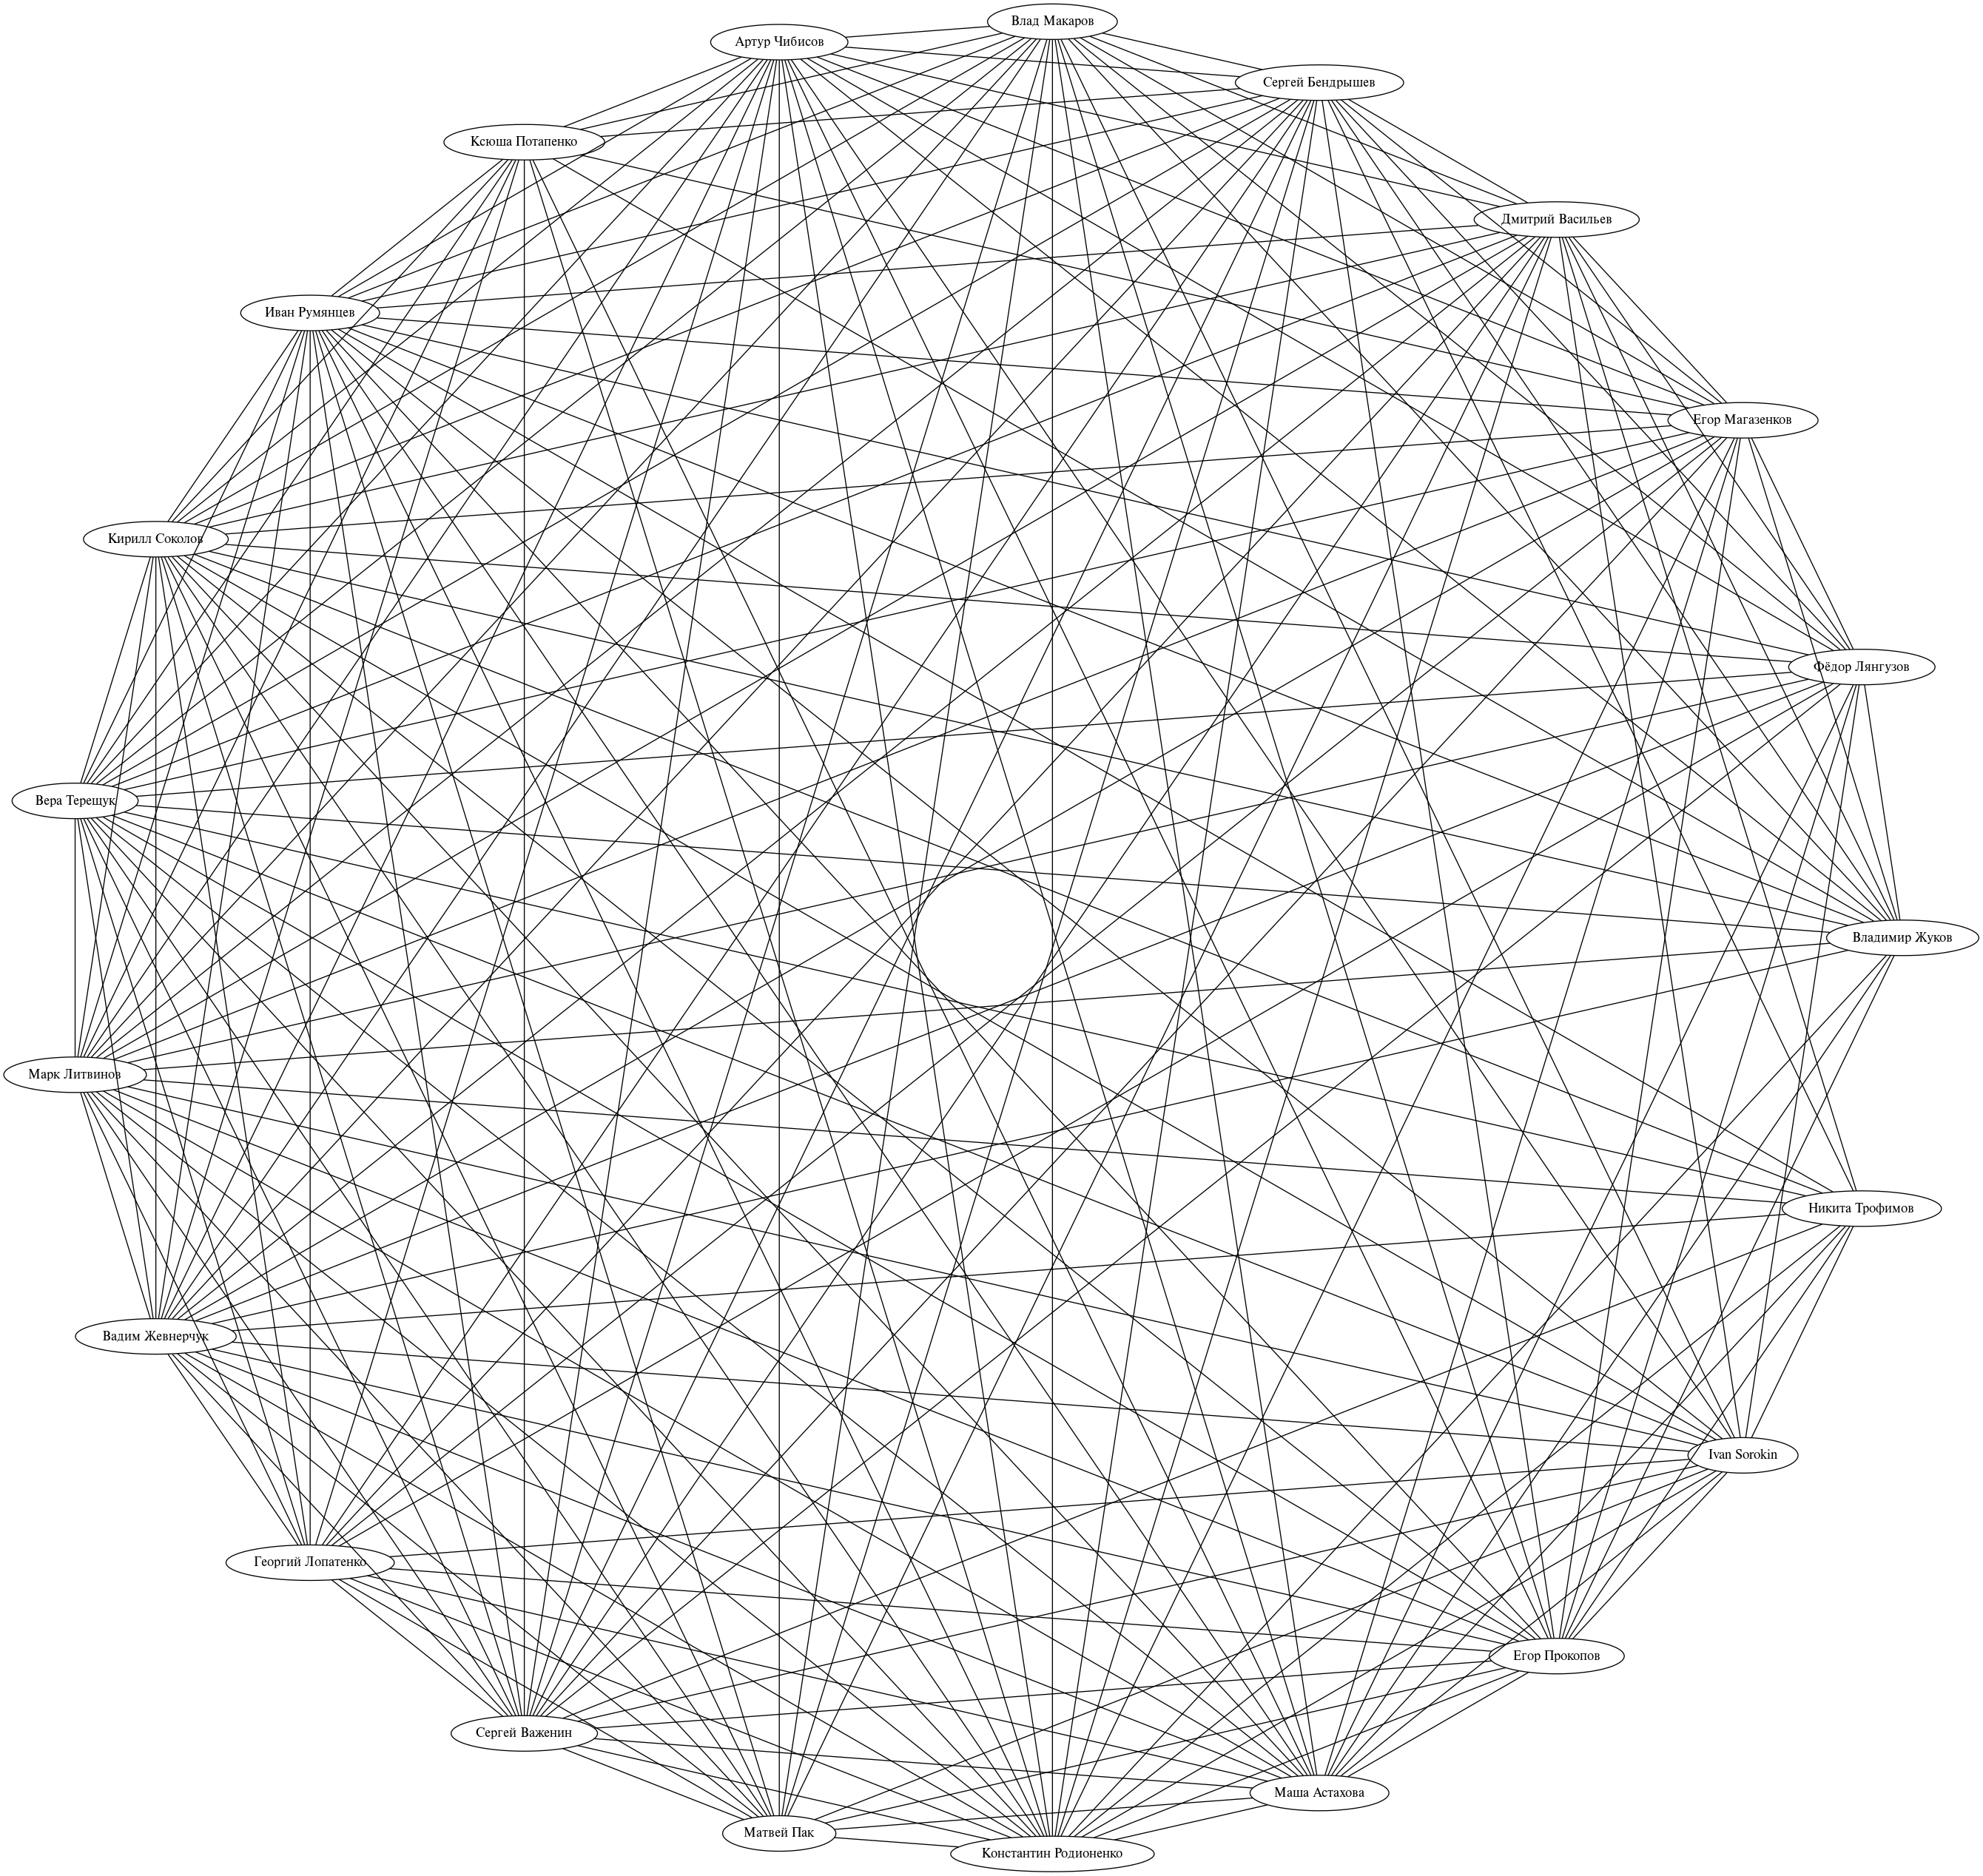 Влад Макаров
Артур Чибисов
Сергей Бендрышев
Ксюша Потапенко
Дмитрий Васильев
Иван Румянцев
Егор Магазенков
Кирилл Соколов
Фёдор Лянгузов
Вера Терещук
Владимир Жуков
Марк Литвинов
Никита Трофимов
Вадим Жевнерчук
Ivan Sorokin
Георгий Лопатенко
Егор Прокопов
Сергей Важенин
Маша Астахова
Матвей Пак
Константин Родионенко